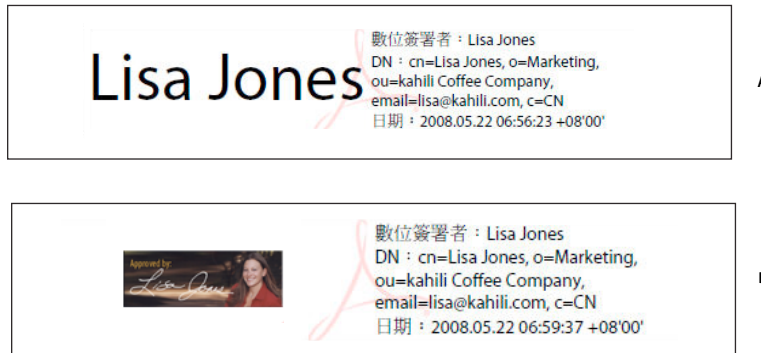 Lisa Jones
數位簽署者：Lisa Jones
DN：cn=Lisa Jones, o=Marketing,
ou=kahili Coffee Company,
email=lisa@kahili.com, c=CN
日期：2008.05.22 06:56:23 +08'00'
Approved by:
Lisa Jones
數位簽署者：Lisa Jones
DN：cn=Lisa Jones, o=Marketing,
ou=kahili Coffee Company,
email=lisa@kahili.com, c=CN
日期：2008.05.22 06:59:37 +08'00'